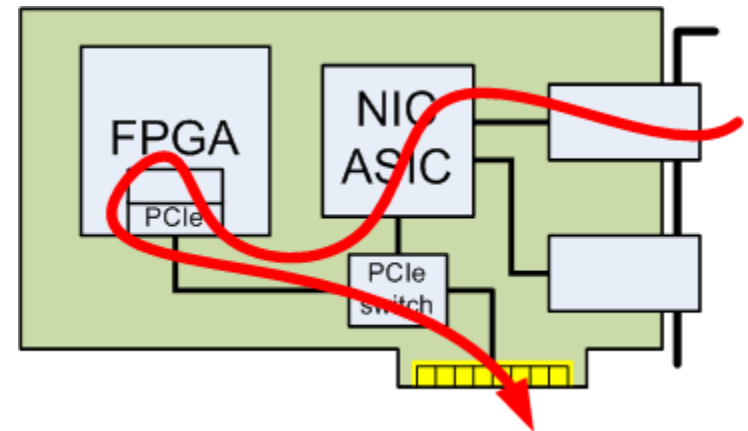 FPGA
PCIe
NIC
ASIC
PCIe
switch